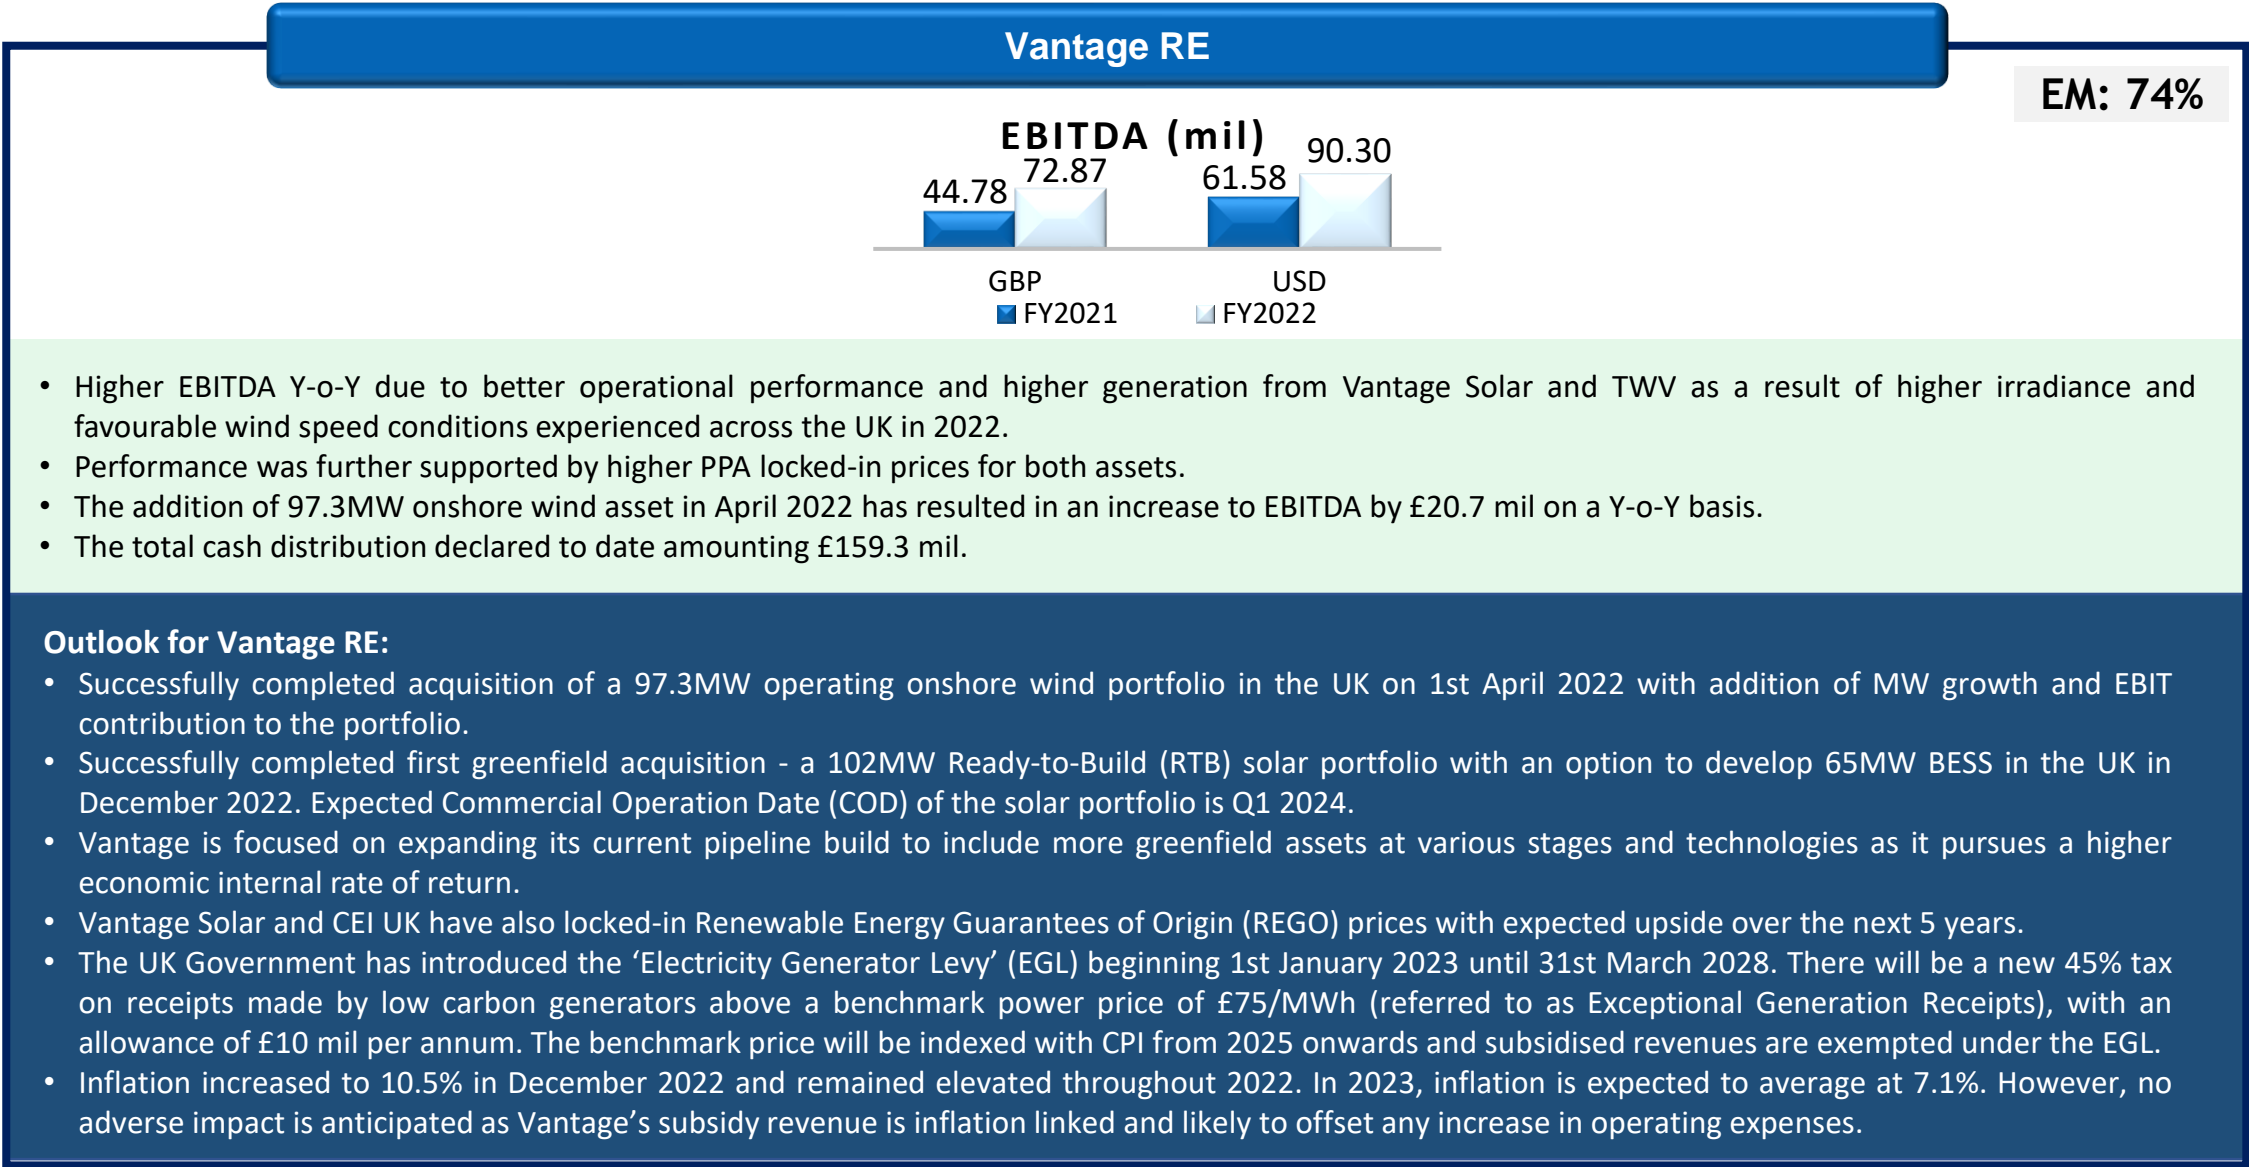 Vantage RE
EM: 74%
EBITDA (mil)
44.78
72.87
61.58
90.30
GBP
USD
FY2021
FY2022
• Higher EBITDA Y-o-Y due to better operational performance and higher generation from Vantage Solar and TWV as a result of higher irradiance and
favourable wind speed conditions experienced across the UK in 2022.
• Performance was further supported by higher PPA locked-in prices for both assets.
• The addition of 97.3MW onshore wind asset in April 2022 has resulted in an increase to EBITDA by £20.7 mil on a Y-o-Y basis.
• The total cash distribution declared to date amounting £159.3 mil.
Outlook for Vantage RE:
• Successfully completed acquisition of a 97.3MW operating onshore wind portfolio in the UK on 1st April 2022 with addition of MW growth and EBIT
contribution to the portfolio.
• Successfully completed first greenfield acquisition - a 102MW Ready-to-Build (RTB) solar portfolio with an option to develop 65MW BESS in the UK in
December 2022. Expected Commercial Operation Date (COD) of the solar portfolio is Q1 2024.
• Vantage is focused on expanding its current pipeline build to include more greenfield assets at various stages and technologies as it pursues a higher
economic internal rate of return.
• Vantage Solar and CEI UK have also locked-in Renewable Energy Guarantees of Origin (REGO) prices with expected upside over the next 5 years.
• The UK Government has introduced the ‘Electricity Generator Levy’ (EGL) beginning 1st January 2023 until 31st March 2028. There will be a new 45% tax
on receipts made by low carbon generators above a benchmark power price of £75/MWh (referred to as Exceptional Generation Receipts), with an
allowance of £10 mil per annum. The benchmark price will be indexed with CPI from 2025 onwards and subsidised revenues are exempted under the EGL.
• Inflation increased to 10.5% in December 2022 and remained elevated throughout 2022. In 2023, inflation is expected to average at 7.1%. However, no
adverse impact is anticipated as Vantage’s subsidy revenue is inflation linked and likely to offset any increase in operating expenses.